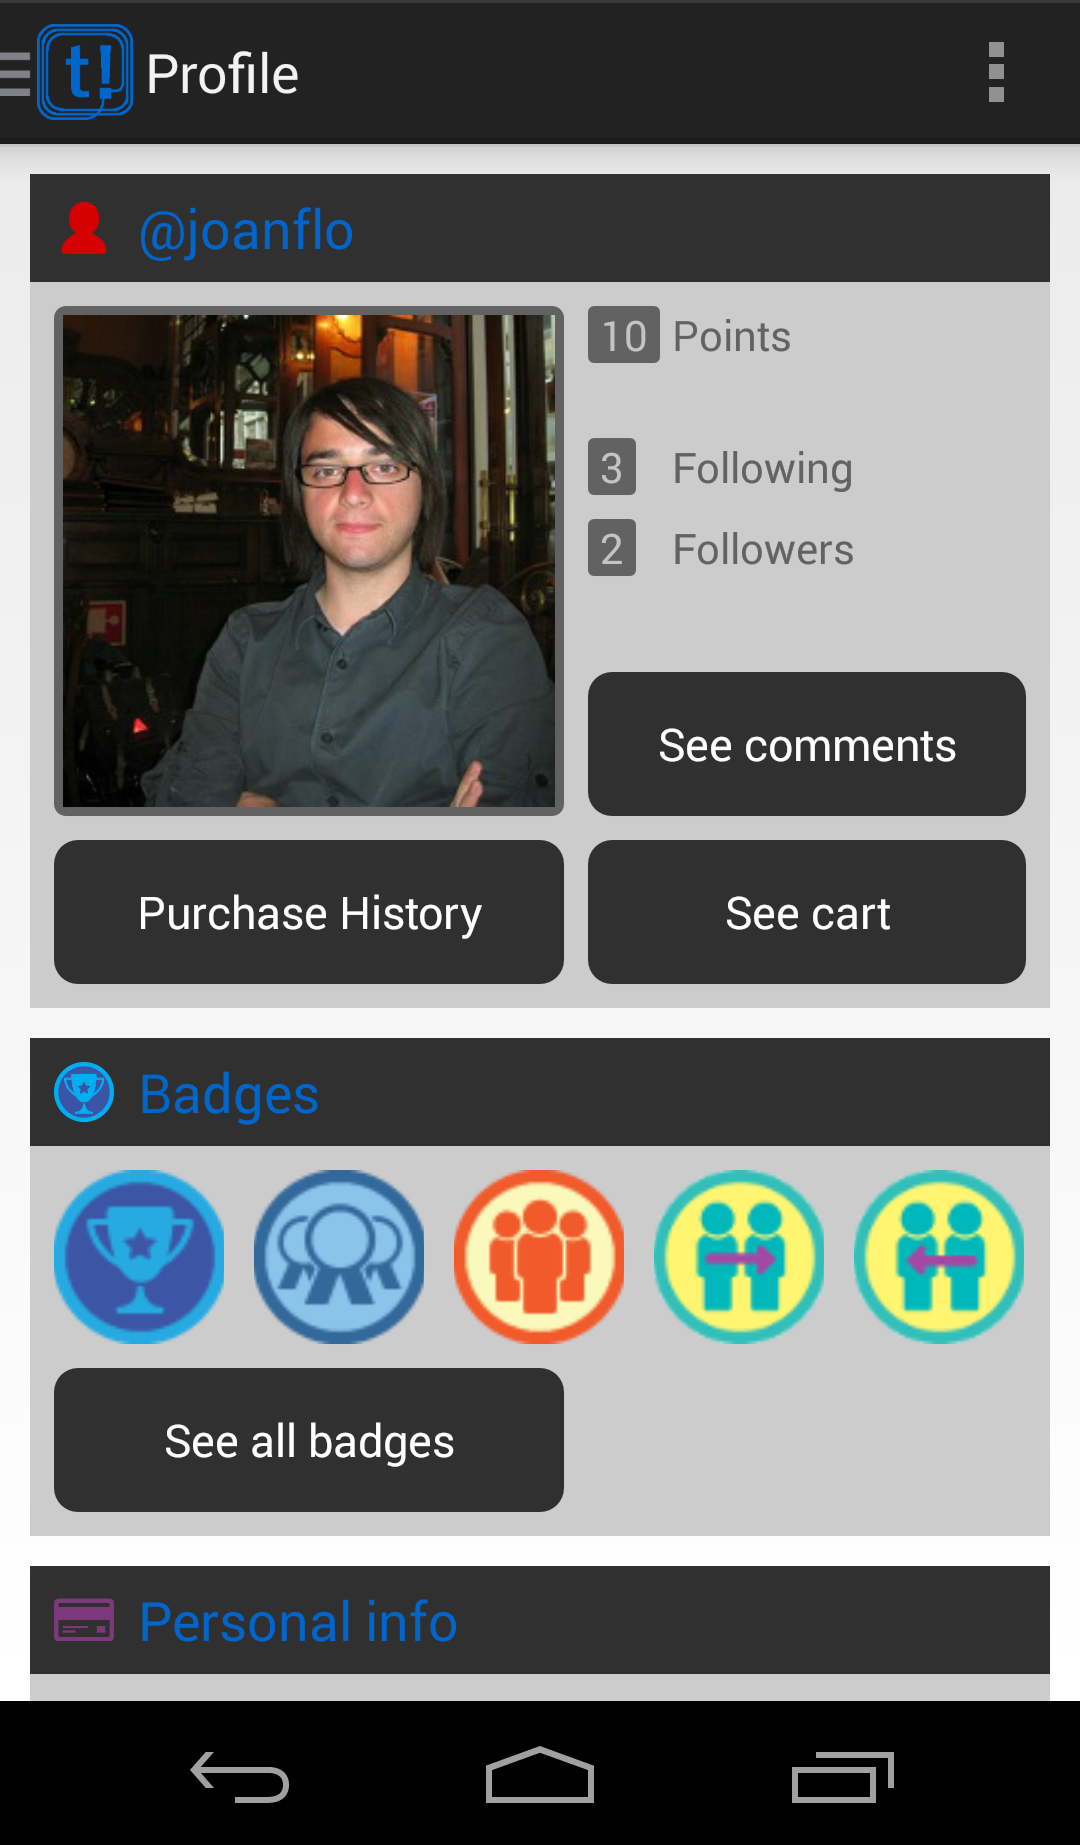 t! Profile
@joanflo
10 Points
3 Following
2 Followers
See comments
Purchase History
See cart
Badges
See all badges
Personal info